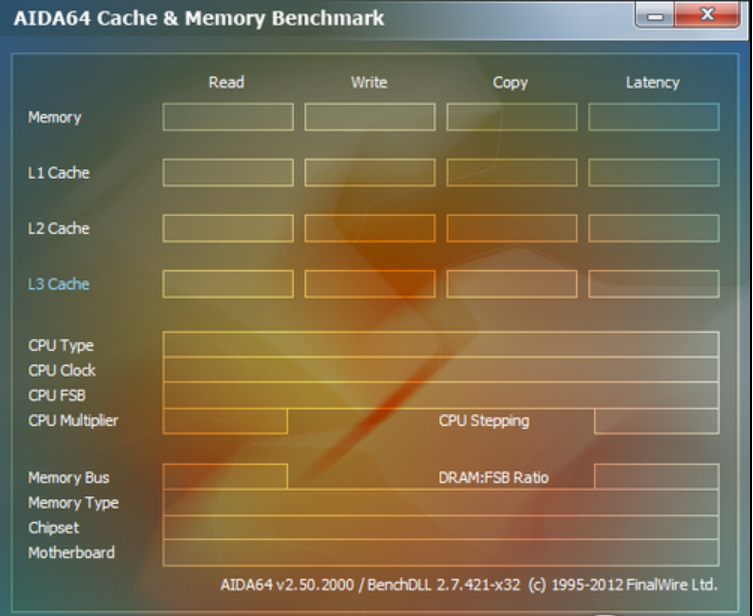 AIDA64 Cache & Memory Benchmark
Read Write Copy Latency
Memory
L1 Cache
L2 Cache
L3 Cache
CPU Type
CPU Clock
CPU FSB
CPU Multiplier CPU Stepping
Memory Bus DRAM:FSB Ratio
Memory Type
Chipset
Motherboard
AIDA64 v2.50.2000 / BenchDLL 2.7.421-x32 (c) 1995-2012 FinalWire Ltd.